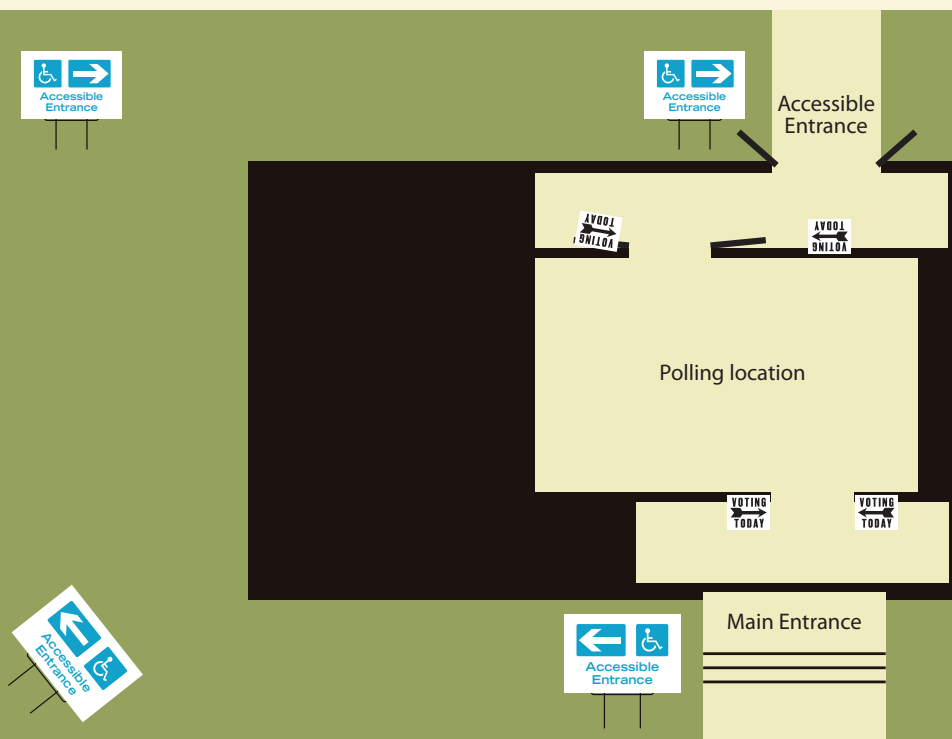 Accessible
Entrance
Accessible
Entrance
Accessible
Entrance
VOTING
TODAY
VOTING
TODAY
Polling location
VOTING
TODAY
VOTING
TODAY
Accessible
Entrance
Accessible
Entrance
Main Entrance